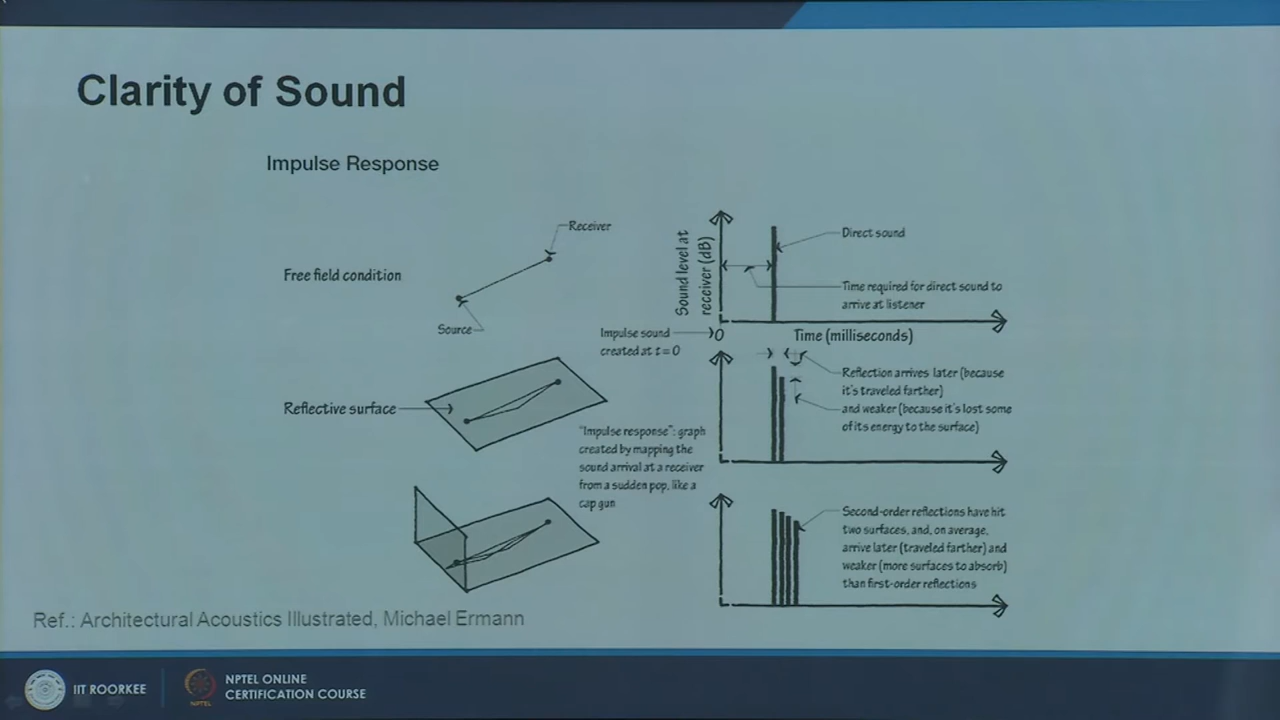 Clarity of Sound
Impulse Response
Receiver
Free field condition
Source
Sound level at
receiver (dB)
Direct sound
Time required for direct sound to
arrive at listener
Impulse sound
created at t = 0
0
Time (milliseconds)
Reflective surface
Reflection arrives later (because
it's traveled farther)
and weaker (because it's lost some
of its energy to the surface)
"Impulse response": graph
created by mapping the
sound arrival at a receiver
from a sudden pop, like a
cap gun
Second-order reflections have hit
two surfaces, and, on average,
arrive later (traveled farther) and
weaker (more surfaces to absorb)
than first-order reflections
Ref.: Architectural Acoustics Illustrated, Michael Ermann
IIT ROORKEE
NPTEL
NPTEL ONLINE
CERTIFICATION COURSE